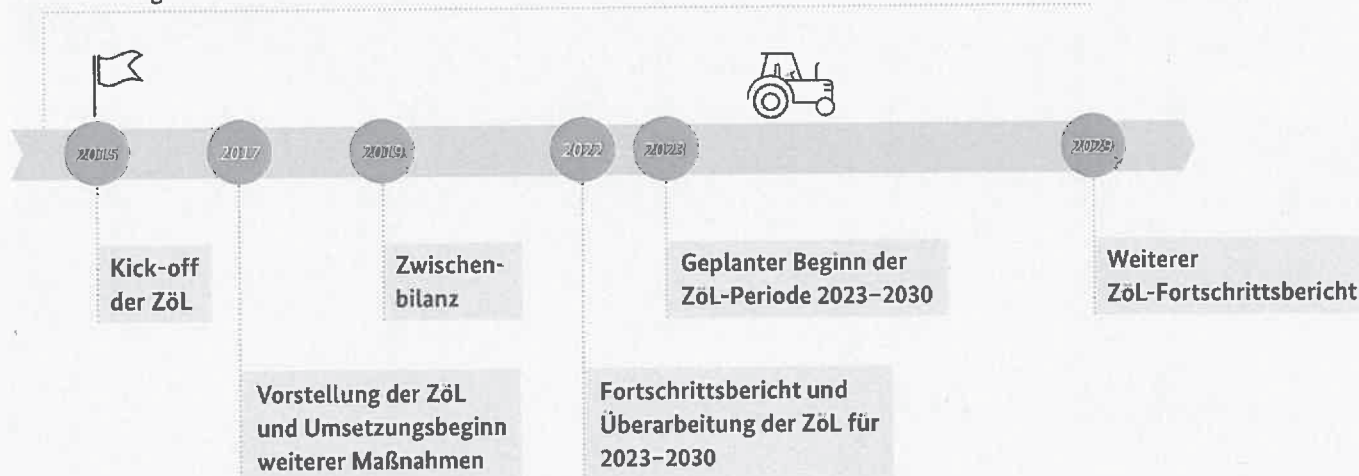 2015 2017 2019 2022 2023 2029
Kick-off
der ZöL
Vorstellung der ZöL
und Umsetzungsbeginn
weiterer Maßnahmen
Zwischen-
bilanz
Fortschrittsbericht und
Überarbeitung der ZöL für
2023–2030
Geplanter Beginn der
ZöL-Periode 2023–2030
Weiterer
ZöL-Fortschrittsbericht